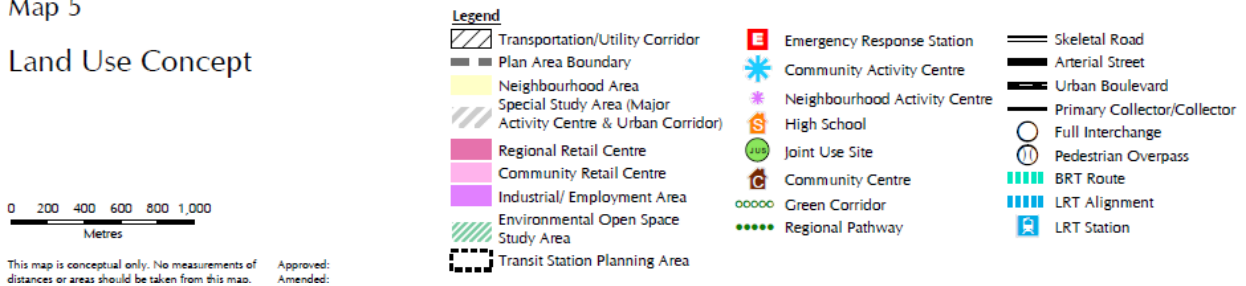 Map 5
Land Use Concept
0 200 400 600 800 1,000
Metres
This map is conceptual only. No measurements of
distances or areas should be taken from this map.
Approved:
Amended:
Legend
Transportation/Utility Corridor
Plan Area Boundary
Neighbourhood Area
Special Study Area (Major
Activity Centre & Urban Corridor)
Regional Retail Centre
Community Retail Centre
Industrial/ Employment Area
Environmental Open Space
Study Area
Transit Station Planning Area
E Emergency Response Station
Community Activity Centre
Neighbourhood Activity Centre
S High School
JUS Joint Use Site
C Community Centre
Green Corridor
Regional Pathway
Skeletal Road
Arterial Street
Urban Boulevard
Primary Collector/Collector
Full Interchange
Pedestrian Overpass
BRT Route
LRT Alignment
LRT Station